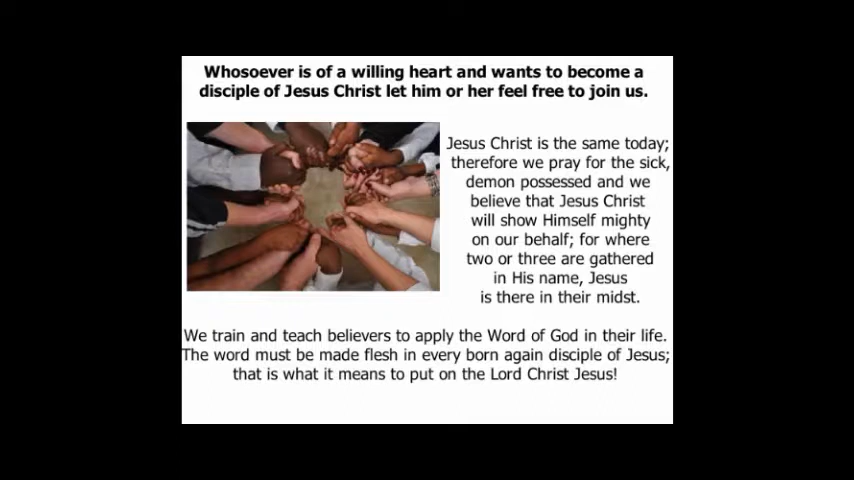 Whosoever is of a willing heart and wants to become a
disciple of Jesus Christ let him or her feel free to join us.
Jesus Christ is the same today;
therefore we pray for the sick,
demon possessed and we
believe that Jesus Christ
will show Himself mighty
on our behalf; for where
two or three are gathered
in His name, Jesus
is there in their midst.
We train and teach believers to apply the Word of God in their life.
The word must be made flesh in every born again disciple of Jesus;
that is what it means to put on the Lord Christ Jesus!